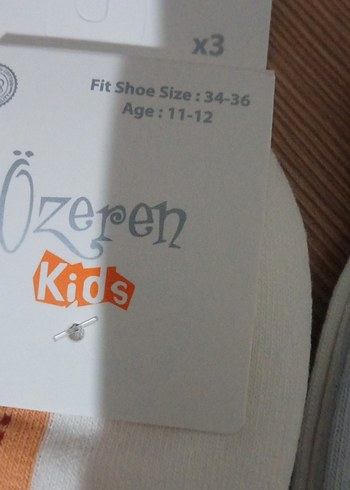 x3
Fit Shoe Size : 34-36
Age : 11-12
Özeren
Kids